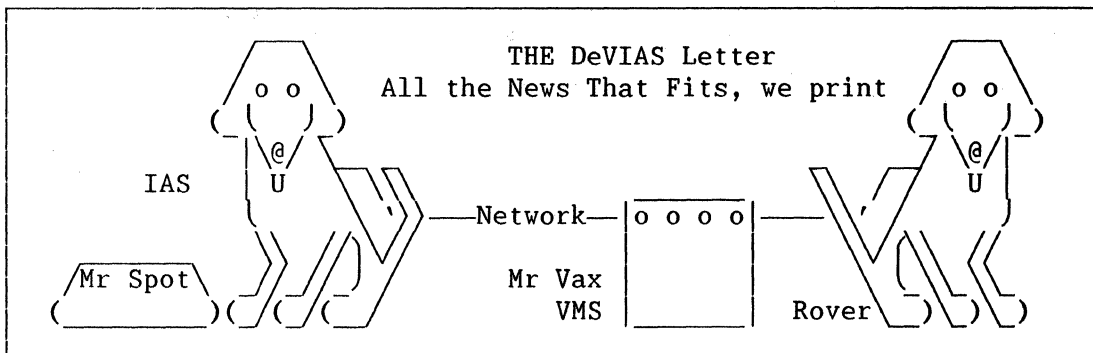 THE DeVIAS Letter
All the News That Fits, we print
IAS
Network
Mr Spot
Mr Vax
VMS
Rover